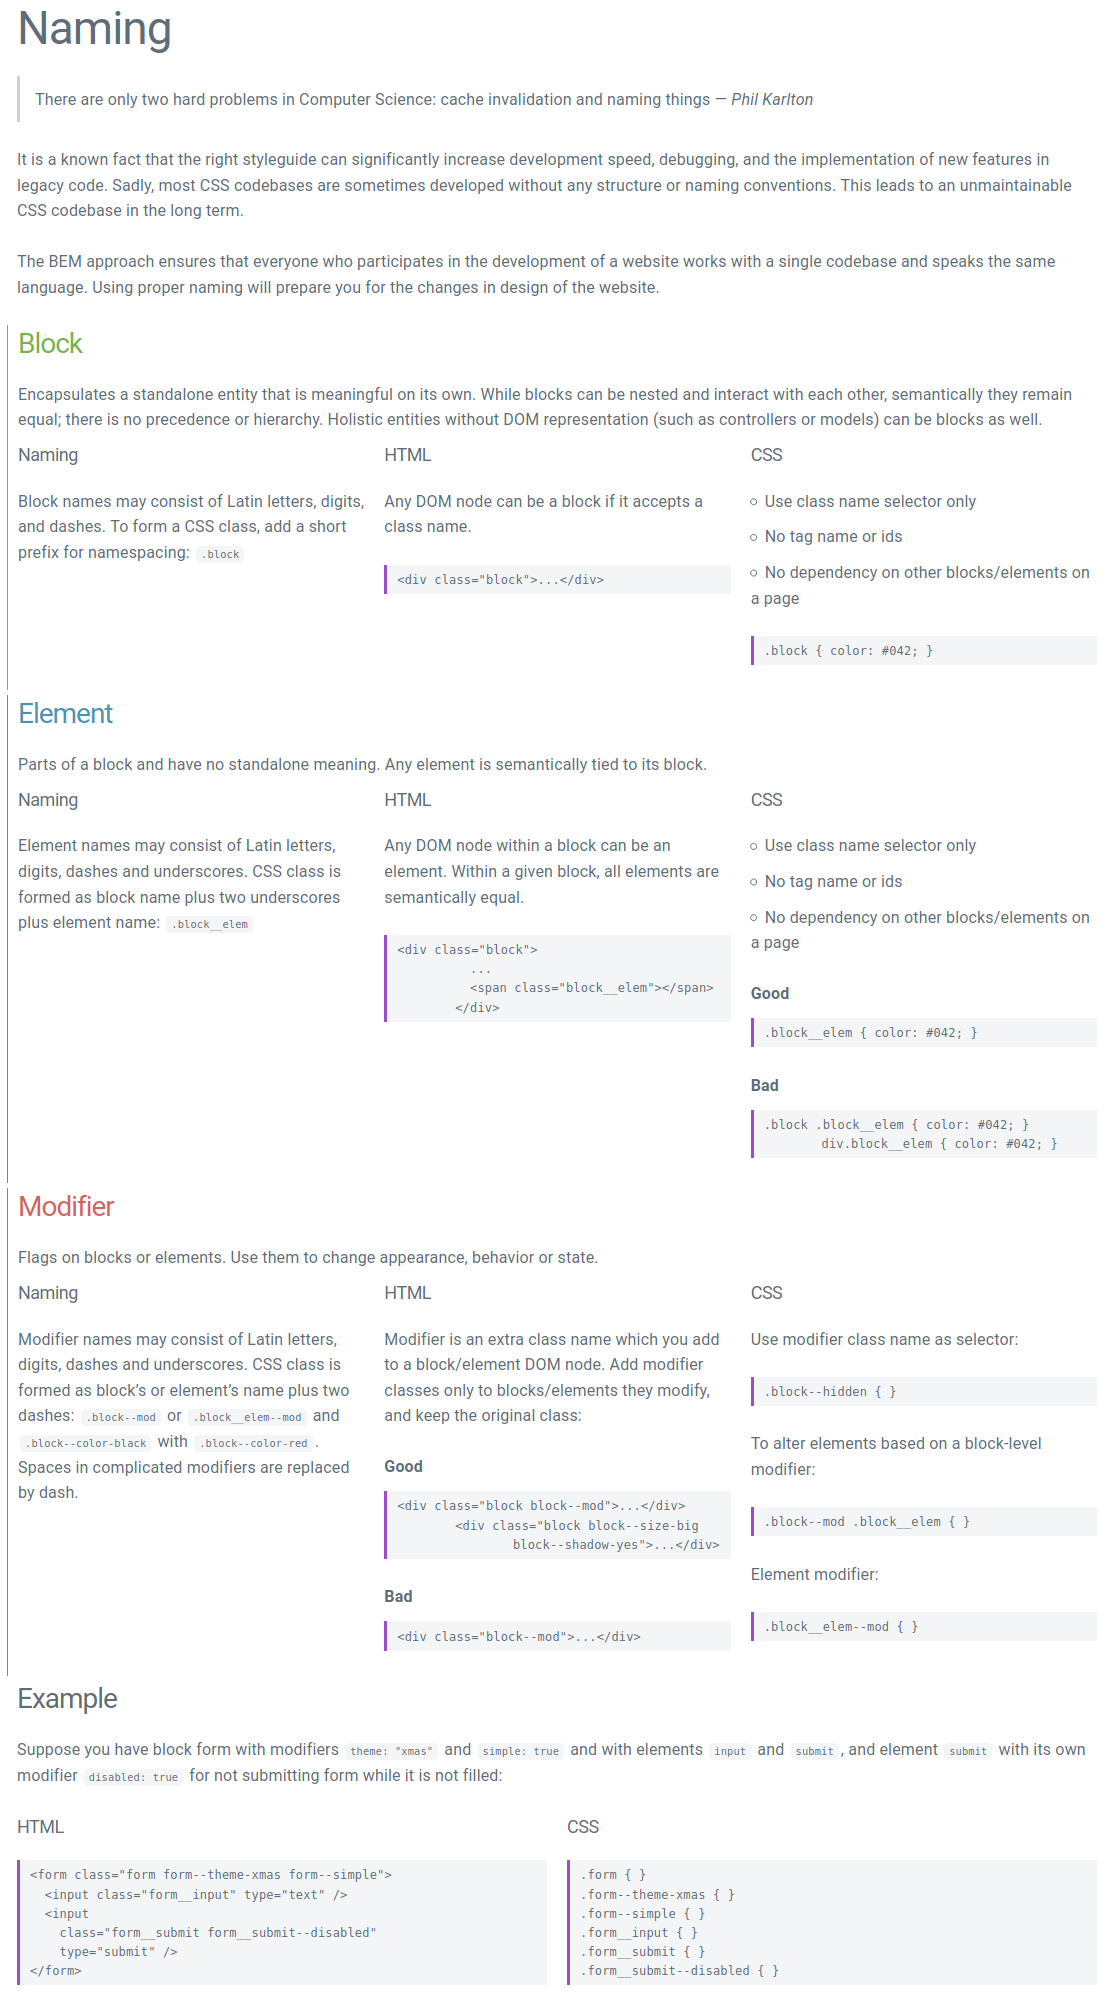 Naming
There are only two hard problems in Computer Science: cache invalidation and naming things — Phil Karlton
It is a known fact that the right styleguide can significantly increase development speed, debugging, and the implementation of new features in
legacy code. Sadly, most CSS codebases are sometimes developed without any structure or naming conventions. This leads to an unmaintainable
CSS codebase in the long term.
The BEM approach ensures that everyone who participates in the development of a website works with a single codebase and speaks the same
language. Using proper naming will prepare you for the changes in design of the website.
Block
Encapsulates a standalone entity that is meaningful on its own. While blocks can be nested and interact with each other, semantically they remain
equal; there is no precedence or hierarchy. Holistic entities without DOM representation (such as controllers or models) can be blocks as well.
Naming
Block names may consist of Latin letters, digits,
and dashes. To form a CSS class, add a short
prefix for namespacing: .block
HTML
Any DOM node can be a block if it accepts a
class name.
<div class="block">...</div>
CSS
○ Use class name selector only
○ No tag name or ids
○ No dependency on other blocks/elements on
a page
.block { color: #042; }
Element
Parts of a block and have no standalone meaning. Any element is semantically tied to its block.
Naming
Element names may consist of Latin letters,
digits, dashes and underscores. CSS class is
formed as block name plus two underscores
plus element name: .block__elem
HTML
Any DOM node within a block can be an
element. Within a given block, all elements are
semantically equal.
<div class="block">
...
<span class="block__elem"></span>
</div>
CSS
○ Use class name selector only
○ No tag name or ids
○ No dependency on other blocks/elements on
a page
Good
.block__elem { color: #042; }
Bad
.block .block__elem { color: #042; }
div.block__elem { color: #042; }
Modifier
Flags on blocks or elements. Use them to change appearance, behavior or state.
Naming
Modifier names may consist of Latin letters,
digits, dashes and underscores. CSS class is
formed as block’s or element’s name plus two
dashes: .block--mod or .block__elem--mod and
.block--color-black with .block--color-red.
Spaces in complicated modifiers are replaced
by dash.
HTML
Modifier is an extra class name which you add
to a block/element DOM node. Add modifier
classes only to blocks/elements they modify,
and keep the original class:
Good
<div class="block block--mod">...</div>
<div class="block block--size-big
block--shadow-yes">...</div>
Bad
<div class="block--mod">...</div>
CSS
Use modifier class name as selector:
.block--hidden { }
To alter elements based on a block-level
modifier:
.block--mod .block__elem { }
Element modifier:
.block__elem--mod { }
Example
Suppose you have block form with modifiers theme: "xmas" and simple: true and with elements input and submit, and element submit with its own
modifier disabled: true for not submitting form while it is not filled:
HTML
<form class="form form--theme-xmas form--simple">
<input class="form__input" type="text" />
<input
class="form__submit form__submit--disabled"
type="submit" />
</form>
CSS
.form { }
.form--theme-xmas { }
.form--simple { }
.form__input { }
.form__submit { }
.form__submit--disabled { }